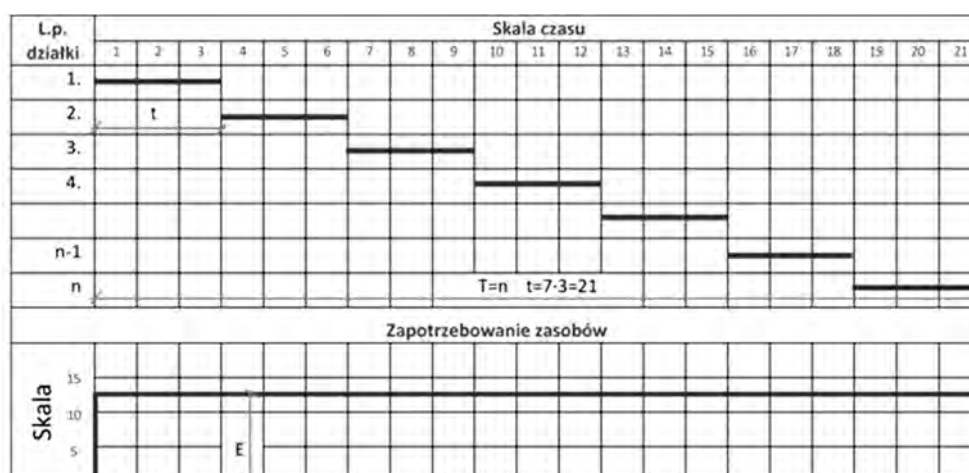 L.p. działki
Skala czasu
1 2 3 4 5 6 7 8 9 10 11 12 13 14 15 16 17 18 19 20 21
1.
2. t
3.
4.
n-1
n T=n t=7·3=21
Zapotrzebowanie zasobów
Skala
15
10
5
E